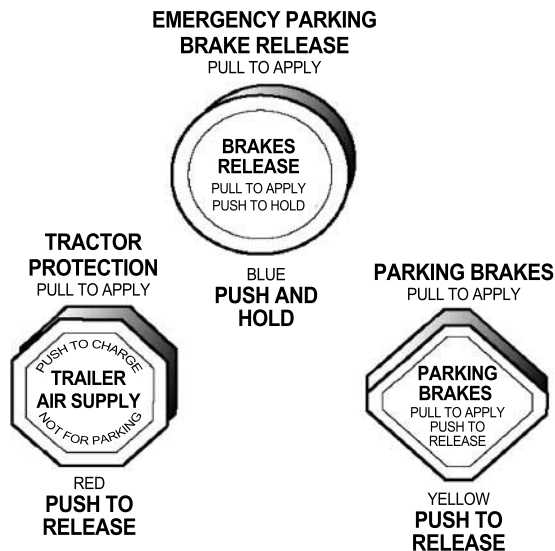 EMERGENCY PARKING
BRAKE RELEASE
PULL TO APPLY
BRAKES
RELEASE
PULL TO APPLY
PUSH TO HOLD
BLUE
PUSH AND
HOLD
TRACTOR
PROTECTION
PULL TO APPLY
PUSH TO CHARGE
TRAILER
AIR SUPPLY
NOT FOR PARKING
RED
PUSH TO
RELEASE
PARKING BRAKES
PULL TO APPLY
PARKING
BRAKES
PULL TO APPLY
PUSH TO
RELEASE
YELLOW
PUSH TO
RELEASE